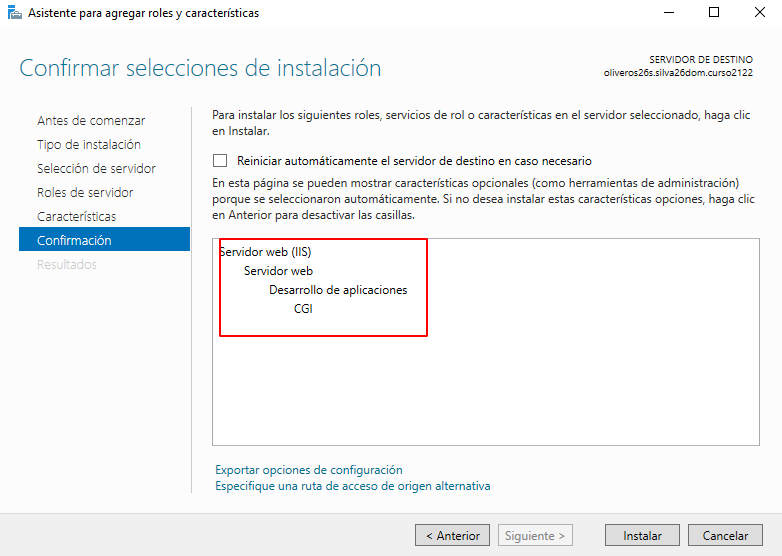 Asistente para agregar roles y características
Confirmar selecciones de instalación
SERVIDOR DE DESTINO
oliveros26s.silva26dom.curso2122
Antes de comenzar
Tipo de instalación
Selección de servidor
Roles de servidor
Características
Confirmación
Resultados
Para instalar los siguientes roles, servicios de rol o características en el servidor seleccionado, haga clic
en Instalar.
Reiniciar automáticamente el servidor de destino en caso necesario
En esta página se pueden mostrar características opcionales (como herramientas de administración)
porque se seleccionaron automáticamente. Si no desea instalar estas características opciones, haga clic
en Anterior para desactivar las casillas.
Servidor web (IIS)
Servidor web
Desarrollo de aplicaciones
CGI
Exportar opciones de configuración
Especifique una ruta de acceso de origen alternativa
< Anterior
Siguiente >
Instalar
Cancelar